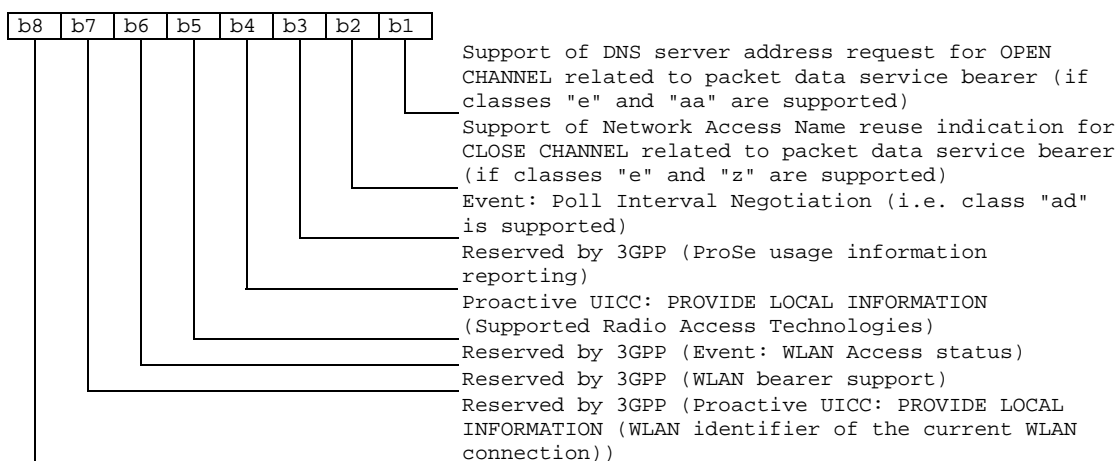 b8 b7 b6 b5 b4 b3 b2 b1
Support of DNS server address request for OPEN
CHANNEL related to packet data service bearer (if
classes "e" and "aa" are supported)
Support of Network Access Name reuse indication for
CLOSE CHANNEL related to packet data service bearer
(if classes "e" and "z" are supported)
Event: Poll Interval Negotiation (i.e. class "ad"
is supported)
Reserved by 3GPP (ProSe usage information
reporting)
Proactive UICC: PROVIDE LOCAL INFORMATION
(Supported Radio Access Technologies)
Reserved by 3GPP (Event: WLAN Access status)
Reserved by 3GPP (WLAN bearer support)
Reserved by 3GPP (Proactive UICC: PROVIDE LOCAL
INFORMATION (WLAN identifier of the current WLAN
connection))